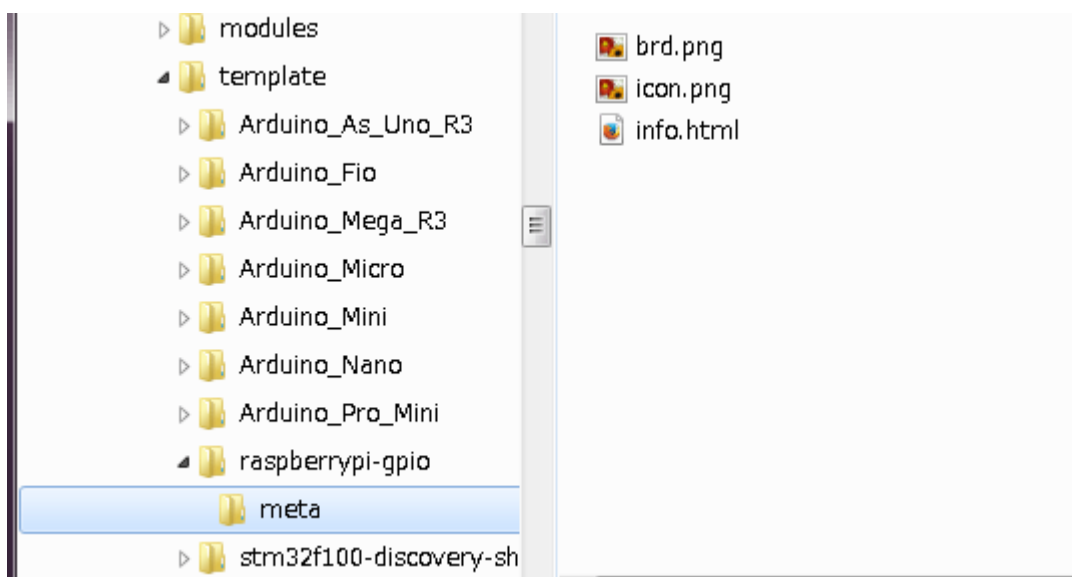 modules
template
Arduino_As_Uno_R3
Arduino_Fio
Arduino_Mega_R3
Arduino_Micro
Arduino_Mini
Arduino_Nano
Arduino_Pro_Mini
raspberrypi-gpio
meta
stm32f100-discovery-sh
brd.png
icon.png
info.html